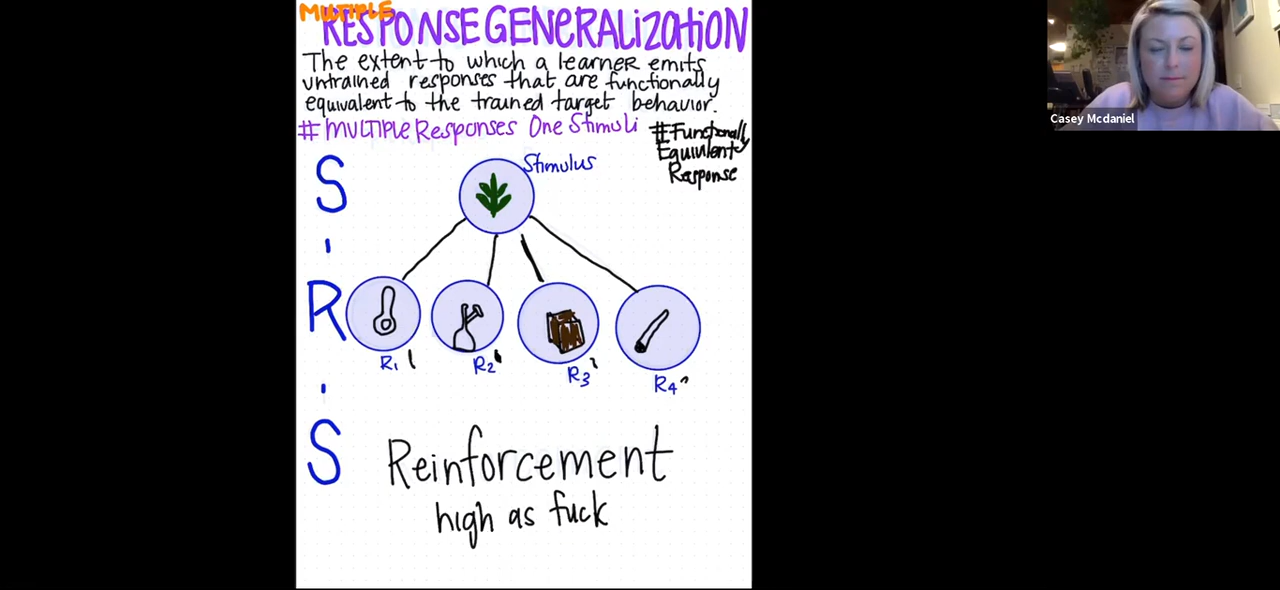 MULTIPLE
RESPONSE GENERALIZATION
The extent to which a learner emits
untrained responses that are functionally
equivalent to the trained target behavior.
#MULTIPLE Responses One Stimuli
#Functionally
Equivalent
Response
Stimulus
S
-
R
-
S
M
R1
R2
R3
R4
Reinforcement
high as fuck
Casey Mcdaniel